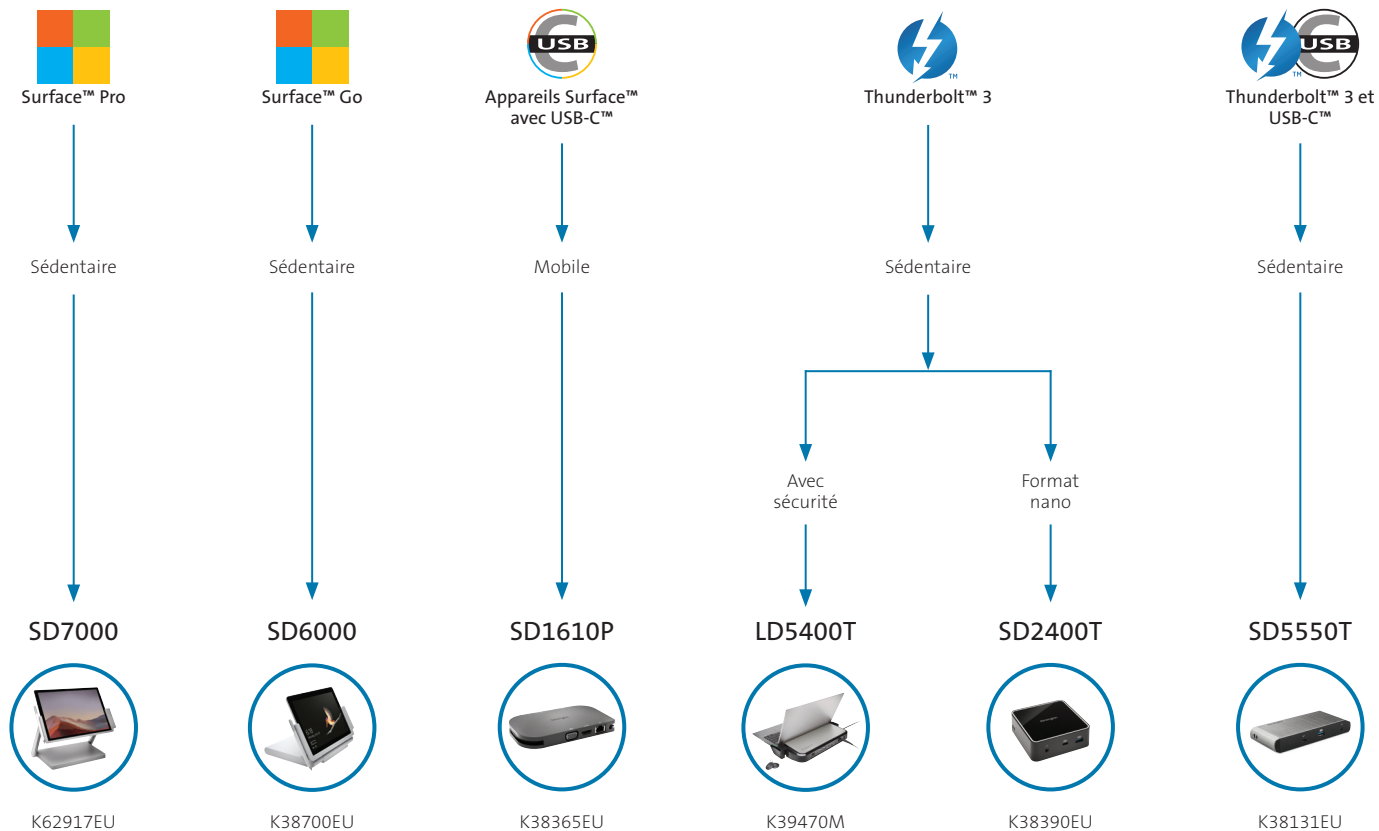 USB
USB
Surface™ Pro
Surface™ Go
Appareils Surface™
avec USB-C™
Thunderbolt™ 3
TM
Thunderbolt™ 3 et
USB-C™
TM
Sédentaire
Sédentaire
Mobile
Sédentaire
Sédentaire
Avec
sécurité
Format
nano
SD7000
SD6000
SD1610P
LD5400T
SD2400T
SD5550T
K62917EU
K38700EU
K38365EU
K39470M
K38390EU
K38131EU